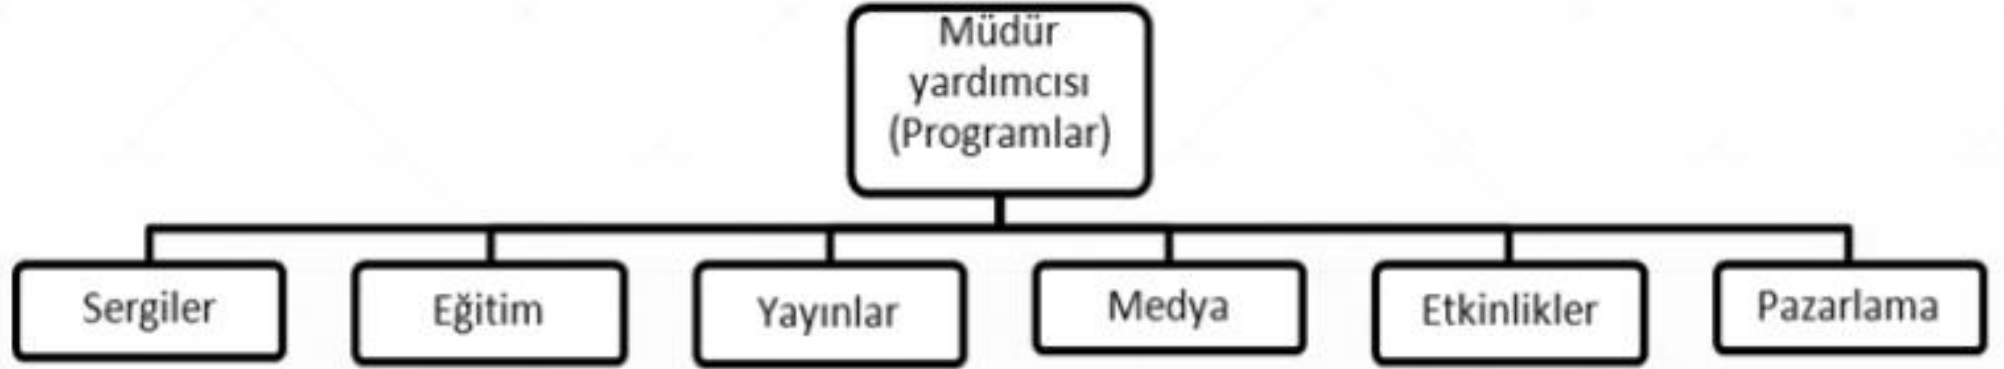 Müdür
yardımcısı
(Programlar)
Sergiler
Eğitim
Yayınlar
Medya
Etkinlikler
Pazarlama